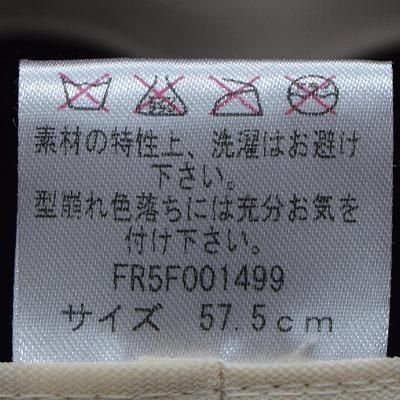 素材の特性上、洗濯はお避け
下さい。
型崩れ色落ちには充分お気を
付け下さい。
FR5F001499
サイズ 57.5cm